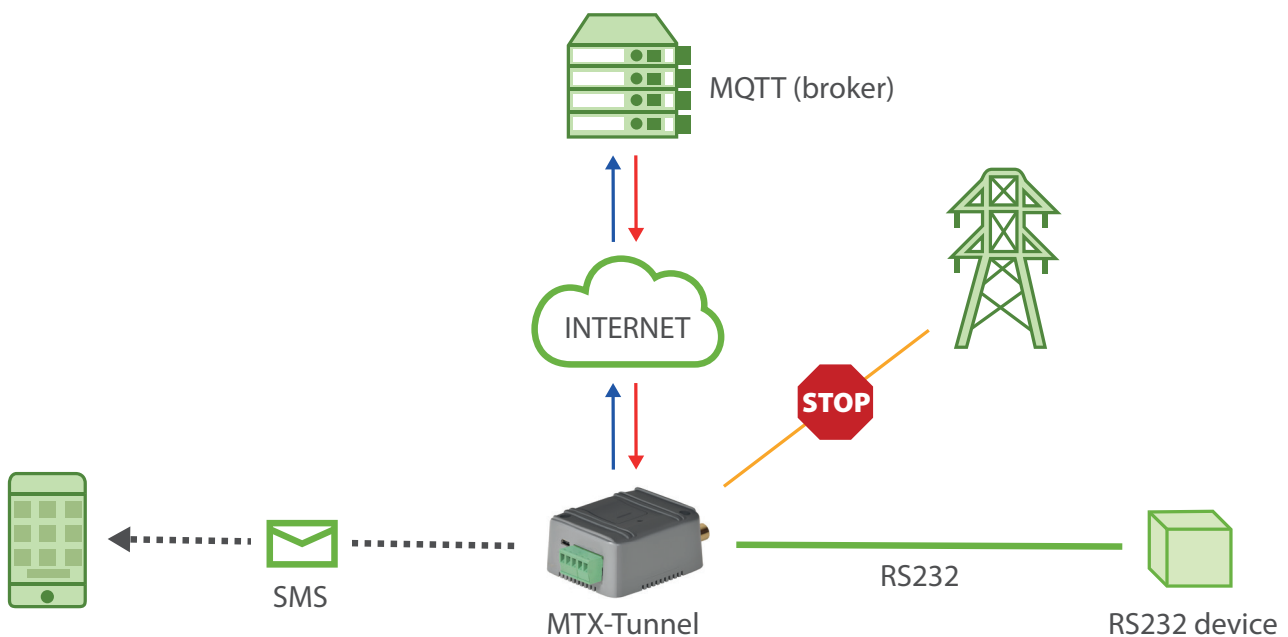 MQTT (broker)
INTERNET
STOP
SMS
RS232
MTX-Tunnel
RS232 device